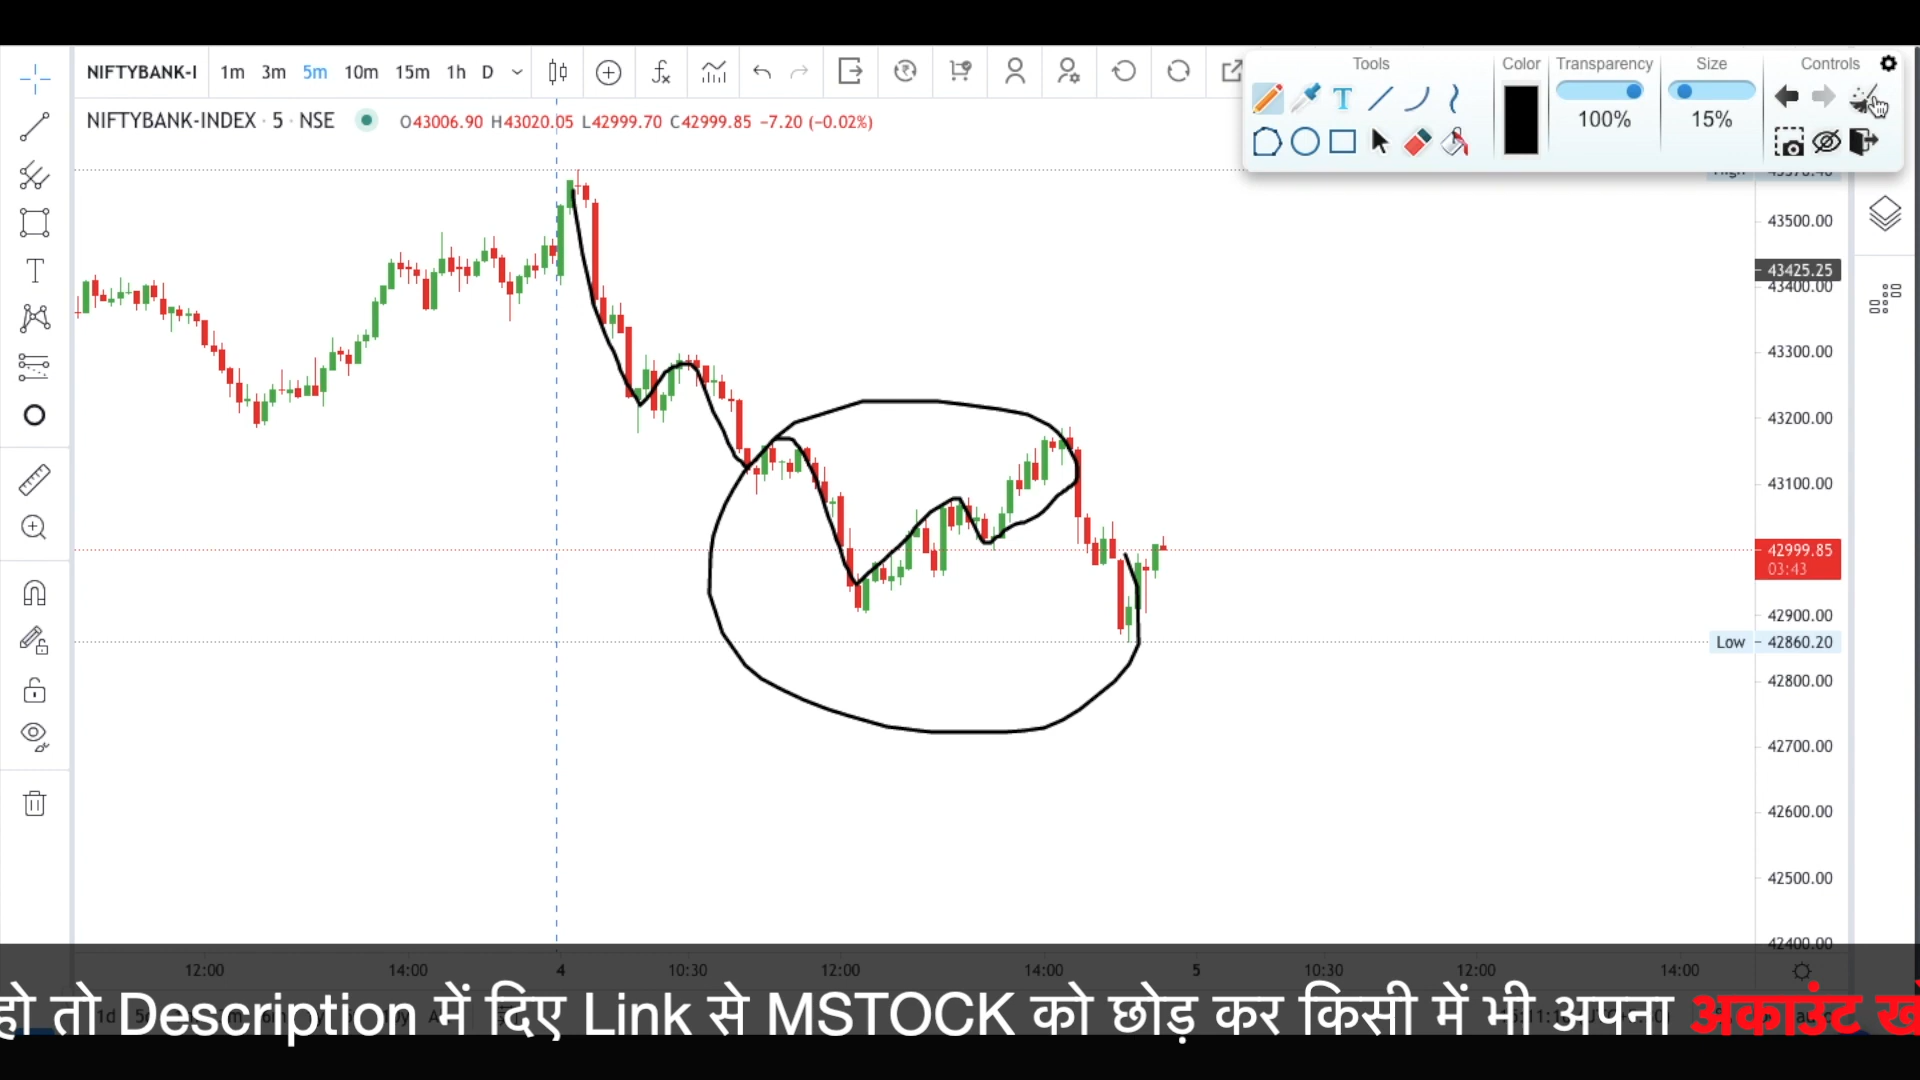 NIFTYBANK-I 1m 3m 5m 10m 15m 1h D
Tools Color Transparency Size Controls
100% 15%
NIFTYBANK-INDEX · 5 · NSE O43006.90 H43020.05 L42999.70 C42999.85 −7.20 (−0.02%)
43500.00
43425.25
43400.00
43300.00
43200.00
43100.00
42999.85
03:43
42900.00
Low 42860.20
42800.00
42700.00
42600.00
42500.00
42400.00
12:00 14:00 4 10:30 12:00 14:00 5 10:30 12:00 14:00
हो तो Description में दिए Link से MSTOCK को छोड़ कर किसी में भी अपना अकाउंट